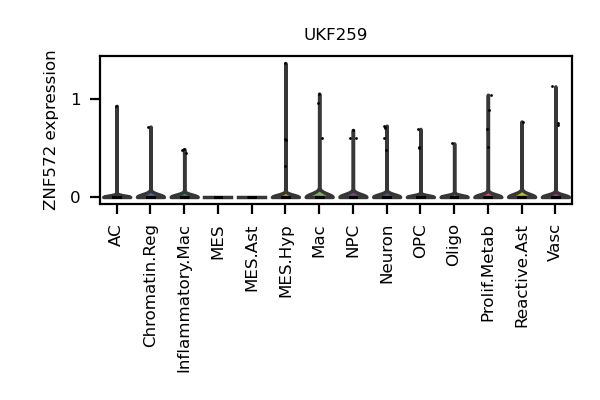 UKF259
ZNF572 expression
1
0
AC
Chromatin.Reg
Inflammatory.Mac
MES
MES.Ast
MES.Hyp
Mac
NPC
Neuron
OPC
Oligo
Prolif.Metab
Reactive.Ast
Vasc